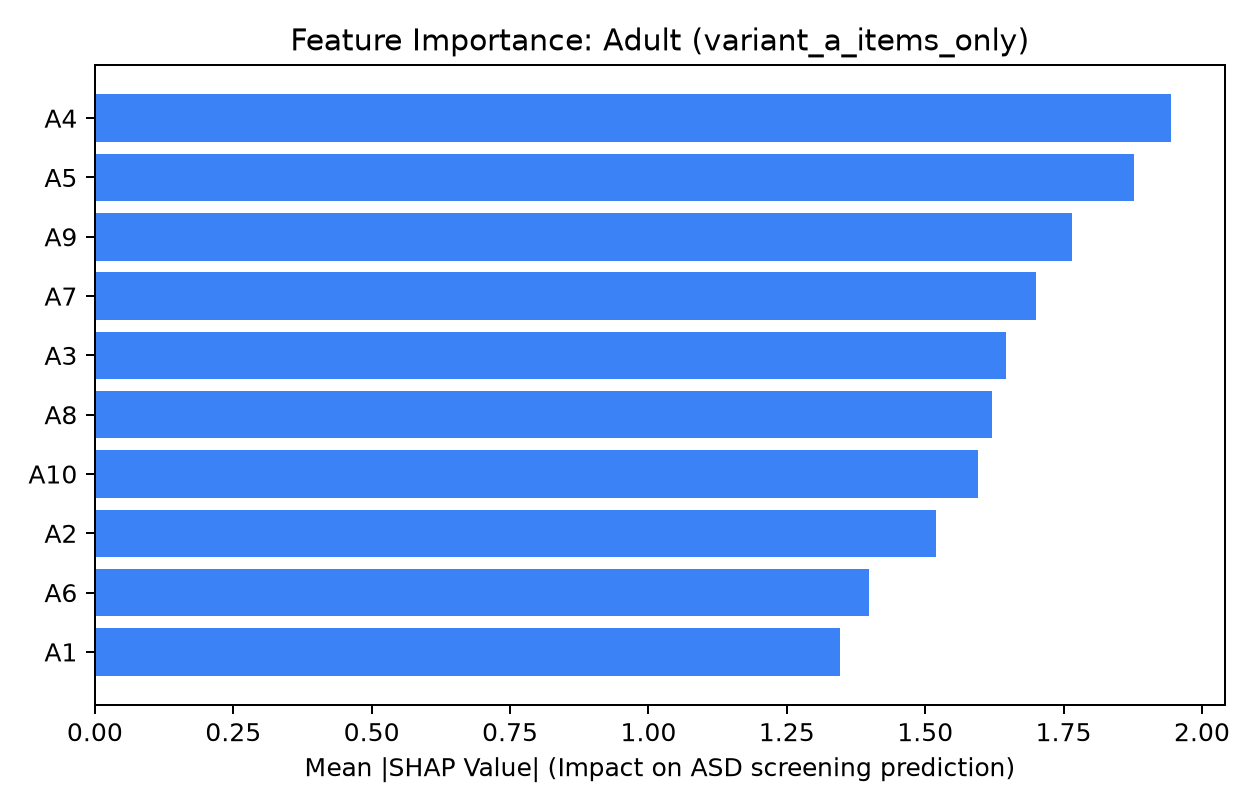 Feature Importance: Adult (variant_a_items_only)
A4
A5
A9
A7
A3
A8
A10
A2
A6
A1
0.00 0.25 0.50 0.75 1.00 1.25 1.50 1.75 2.00
Mean |SHAP Value| (Impact on ASD screening prediction)